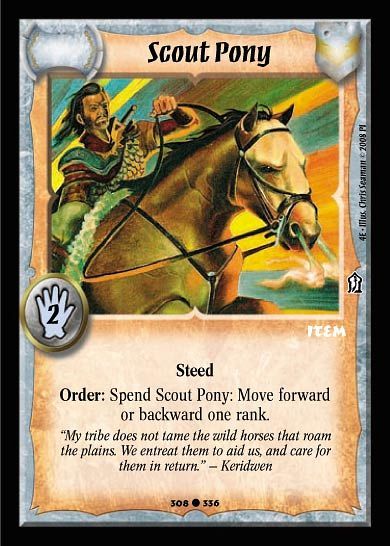 Scout Pony
4E • Illus. Chris Seaman © 2008 PI
2
ITEM
Steed
Order: Spend Scout Pony: Move forward
or backward one rank.
“My tribe does not tame the wild horses that roam
the plains. We entreat them to aid us, and care for
them in return.” – Keridwen
308 ● 336